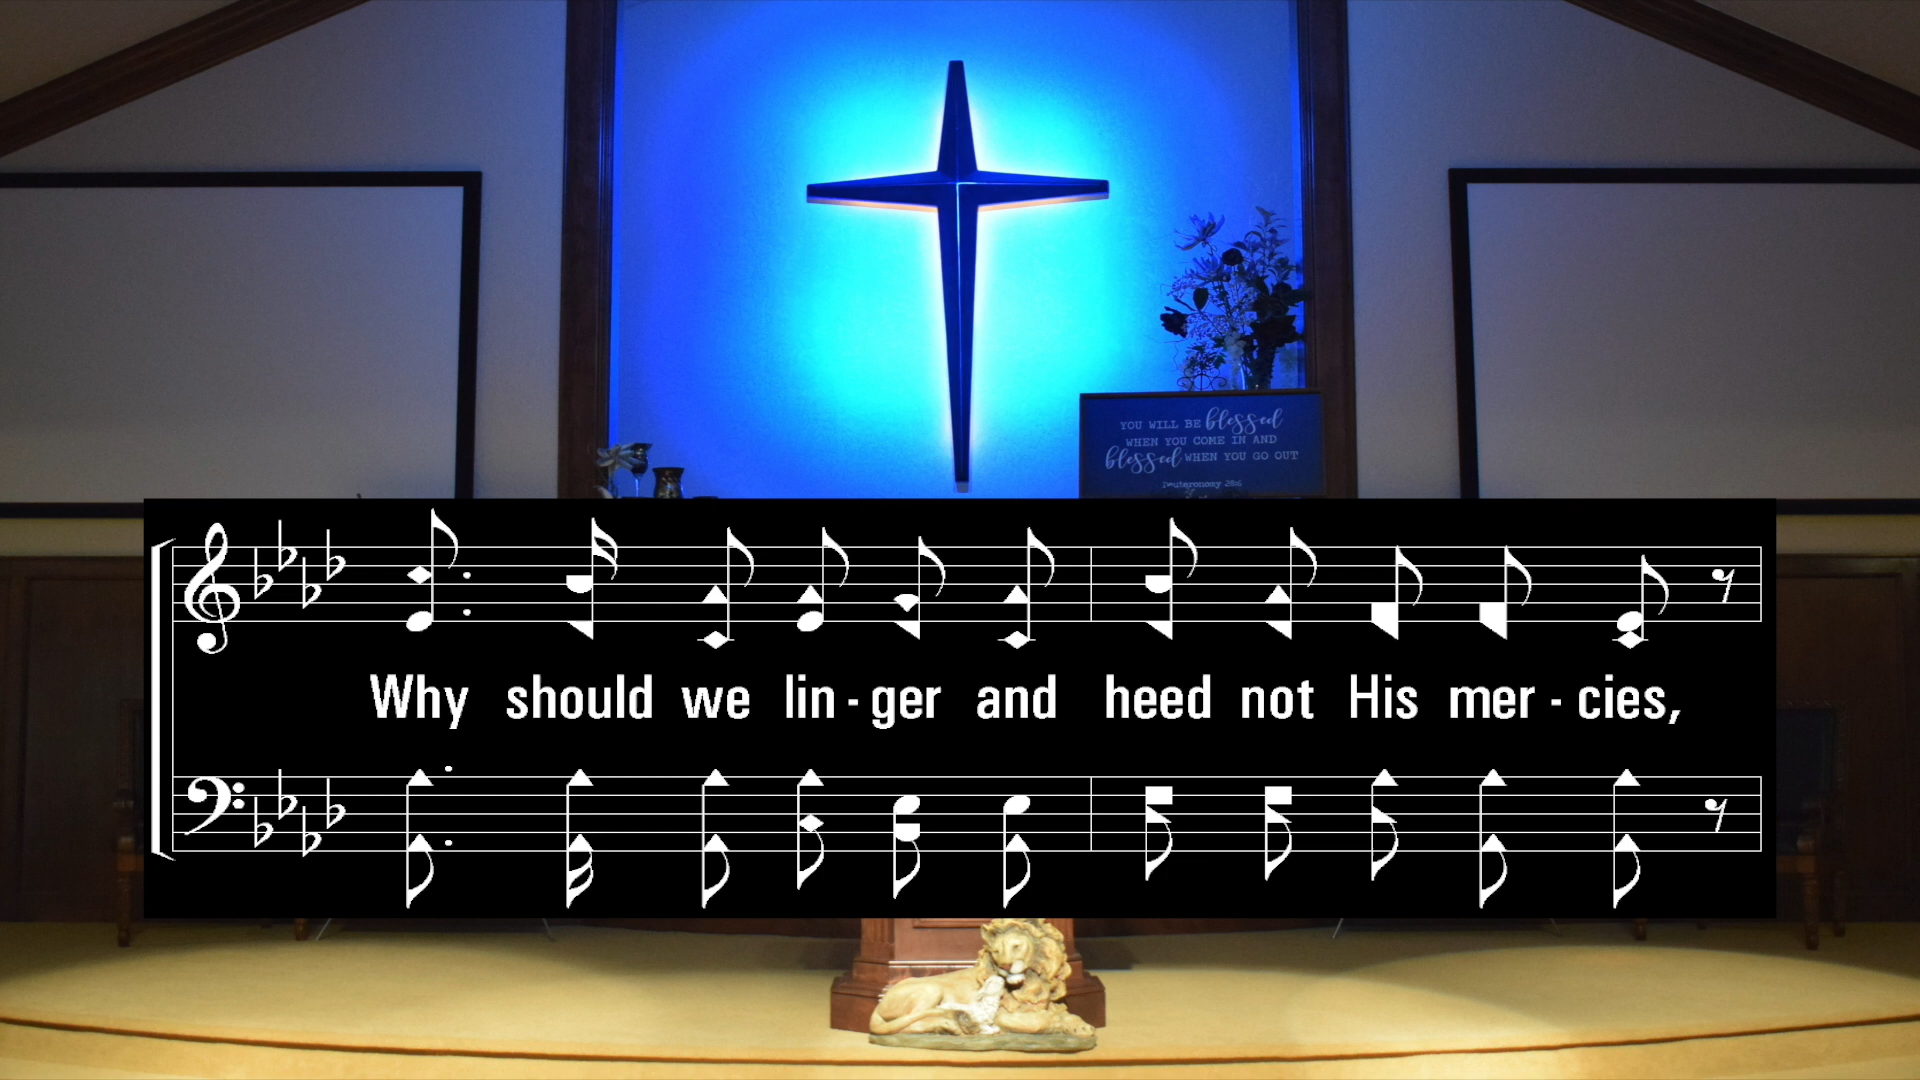 YOU WILL BE blessed
WHEN YOU COME IN AND
blessed WHEN YOU GO OUT
Deuteronomy 28:6
Why should we lin - ger and heed not His mer - cies,